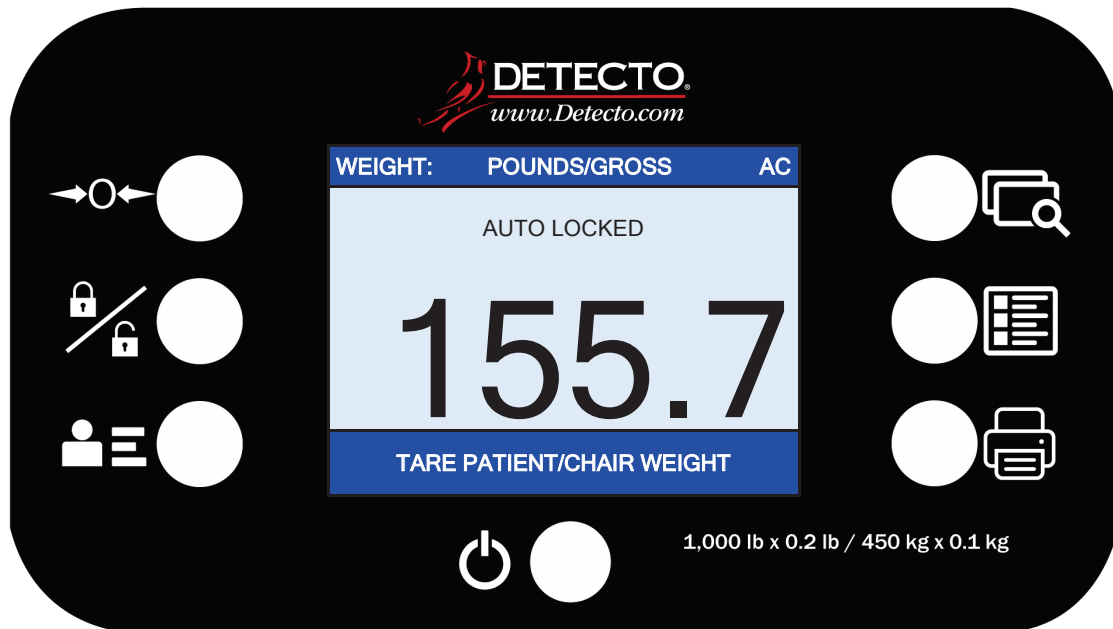 DETECTO®
www.Detecto.com
WEIGHT: POUNDS/GROSS AC
AUTO LOCKED
155.7
TARE PATIENT/CHAIR WEIGHT
1,000 lb x 0.2 lb / 450 kg x 0.1 kg